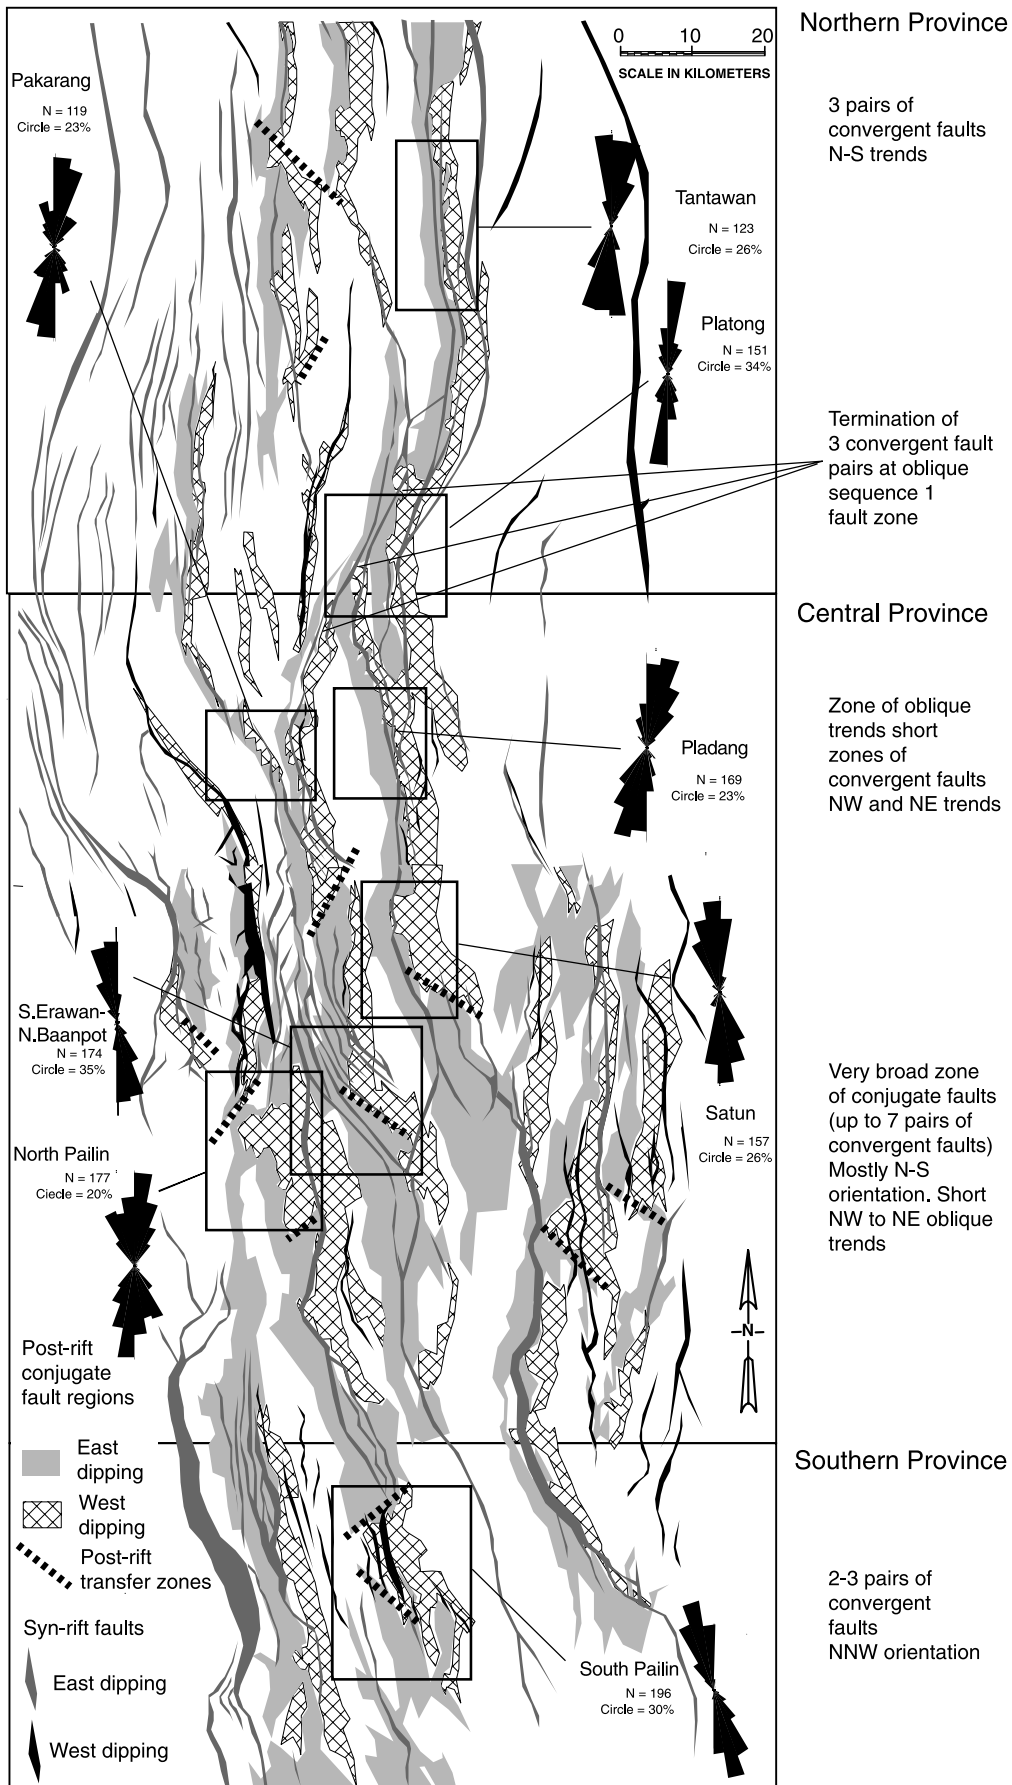 Northern Province
0 10 20
SCALE IN KILOMETERS
Pakarang
N = 119
Circle = 23%
3 pairs of
convergent faults
N-S trends
Tantawan
N = 123
Circle = 26%
Platong
N = 151
Circle = 34%
Termination of
3 convergent fault
pairs at oblique
sequence 1
fault zone
Central Province
Zone of oblique
trends short
zones of
convergent faults
NW and NE trends
Pladang
N = 169
Circle = 23%
S.Erawan-
N.Baanpot
N = 174
Circle = 35%
Satun
N = 157
Circle = 26%
Very broad zone
of conjugate faults
(up to 7 pairs of
convergent faults)
Mostly N-S
orientation. Short
NW to NE oblique
trends
North Pailin
N = 177
Ciecle = 20%
N
Post-rift
conjugate
fault regions
East
dipping
West
dipping
Post-rift
transfer zones
Syn-rift faults
East dipping
West dipping
Southern Province
2-3 pairs of
convergent
faults
NNW orientation
South Pailin
N = 196
Circle = 30%